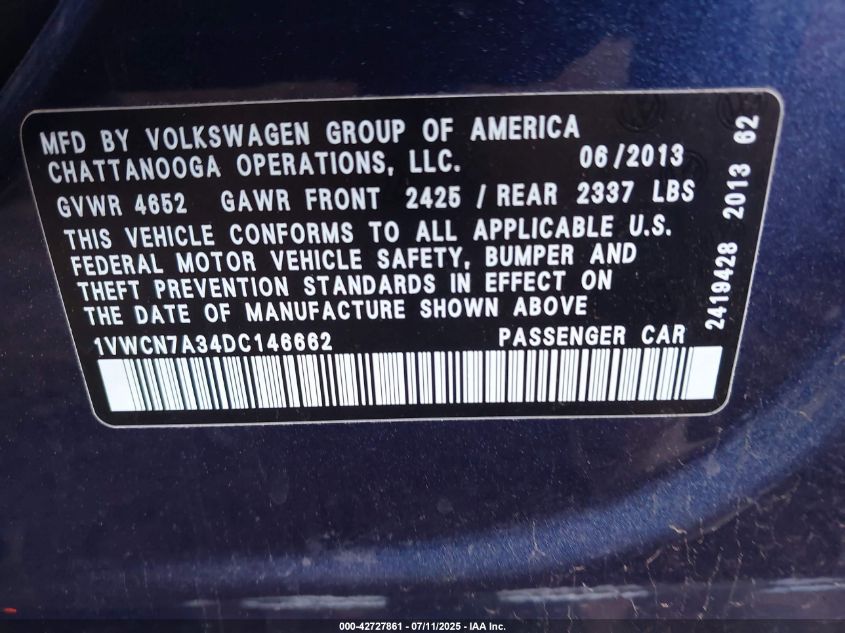 MFD BY VOLKSWAGEN GROUP OF AMERICA
CHATTANOOGA OPERATIONS, LLC. 06/2013
GVWR 4652 GAWR FRONT 2425 / REAR 2337 LBS
THIS VEHICLE CONFORMS TO ALL APPLICABLE U.S.
FEDERAL MOTOR VEHICLE SAFETY, BUMPER AND
THEFT PREVENTION STANDARDS IN EFFECT ON
THE DATE OF MANUFACTURE SHOWN ABOVE
1VWCN7A34DC146662 PASSENGER CAR
2419428 2013 62
000-42727861 - 07/11/2025 - IAA Inc.